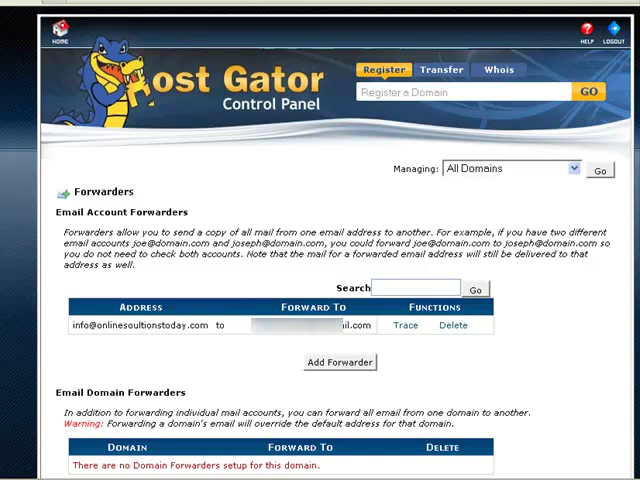 HOME
HELP
LOGOUT
Host Gator
Control Panel
Register
Transfer
Whois
Register a Domain
GO
Managing: All Domains Go
Forwarders
Email Account Forwarders
Forwarders allow you to send a copy of all mail from one email address to another. For example, if you have two different
email accounts joe@domain.com and joseph@domain.com, you could forward joe@domain.com to joseph@domain.com so
you do not need to check both accounts. Note that the mail for a forwarded email address will still be delivered to that
address as well.
Search Go
ADDRESS FORWARD TO FUNCTIONS
info@onlinesoultionstoday.com to il.com Trace Delete
Add Forwarder
Email Domain Forwarders
In addition to forwarding individual mail accounts, you can forward all email from one domain to another.
Warning: Forwarding a domain's email will override the default address for that domain.
DOMAIN FORWARD TO DELETE
There are no Domain Forwarders setup for this domain.